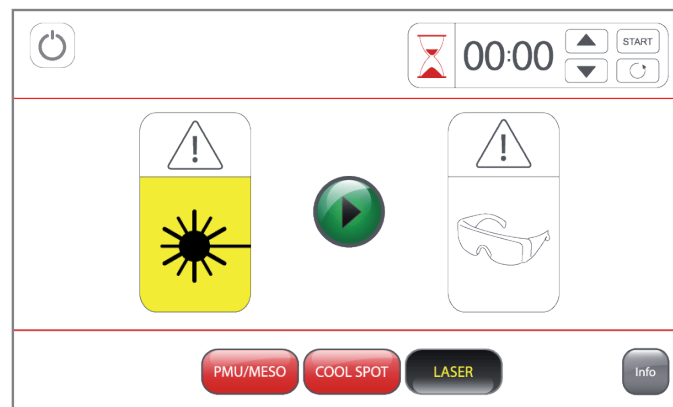 00:00
START
!
!
PMU/MESO
COOL SPOT
LASER
Info